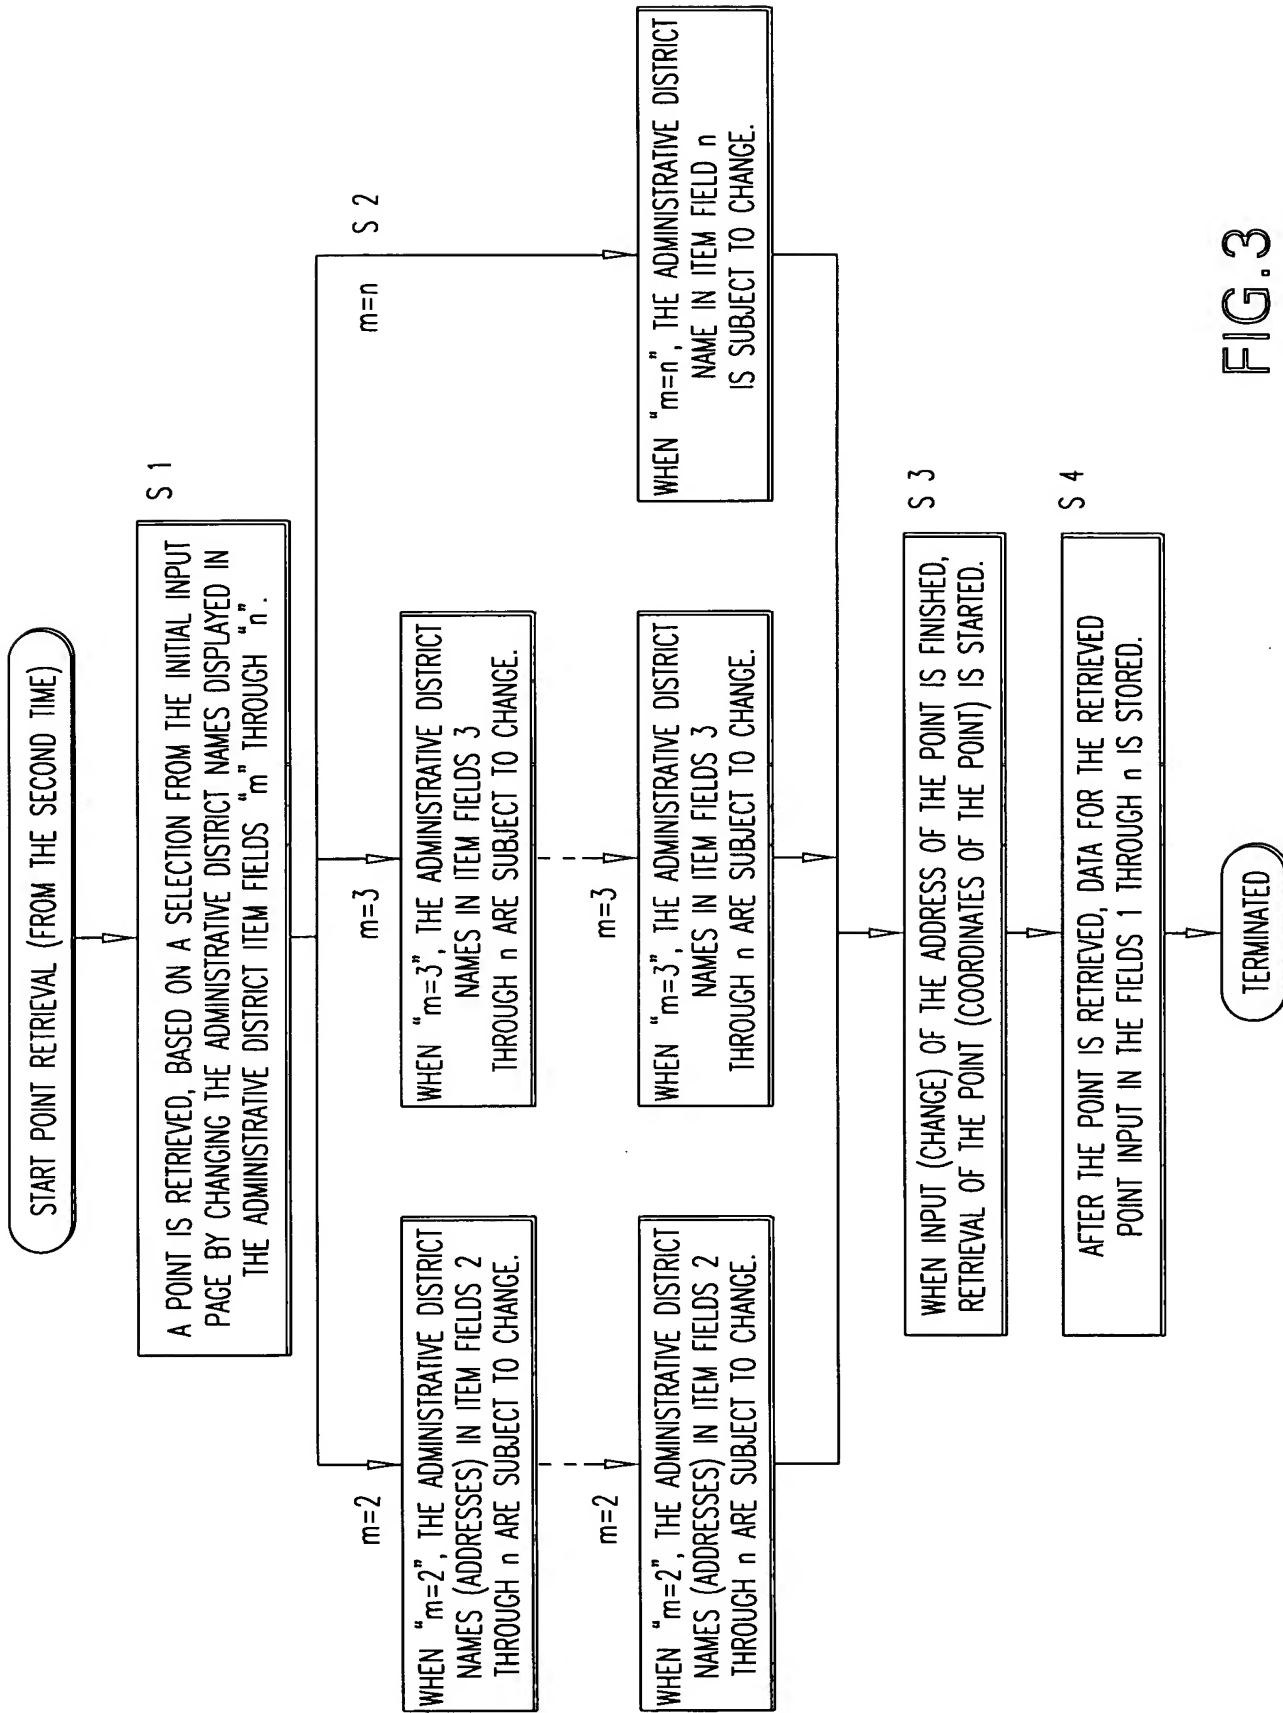 START POINT RETRIEVAL (FROM THE SECOND TIME)
A POINT IS RETRIEVED, BASED ON A SELECTION FROM THE INITIAL INPUT
PAGE BY CHANGING THE ADMINISTRATIVE DISTRICT NAMES DISPLAYED IN
THE ADMINISTRATIVE DISTRICT ITEM FIELDS "m" THROUGH "n".
S 1
m=2
m=3
m=n
S 2
WHEN "m=2", THE ADMINISTRATIVE DISTRICT
NAMES (ADDRESSES) IN ITEM FIELDS 2
THROUGH n ARE SUBJECT TO CHANGE.
WHEN "m=3", THE ADMINISTRATIVE DISTRICT
NAMES IN ITEM FIELDS 3
THROUGH n ARE SUBJECT TO CHANGE.
m=2
m=3
WHEN "m=2", THE ADMINISTRATIVE DISTRICT
NAMES (ADDRESSES) IN ITEM FIELDS 2
THROUGH n ARE SUBJECT TO CHANGE.
WHEN "m=3", THE ADMINISTRATIVE DISTRICT
NAMES IN ITEM FIELDS 3
THROUGH n ARE SUBJECT TO CHANGE.
WHEN "m=n", THE ADMINISTRATIVE DISTRICT
NAME IN ITEM FIELD n
IS SUBJECT TO CHANGE.
WHEN INPUT (CHANGE) OF THE ADDRESS OF THE POINT IS FINISHED,
RETRIEVAL OF THE POINT (COORDINATES OF THE POINT) IS STARTED.
S 3
AFTER THE POINT IS RETRIEVED, DATA FOR THE RETRIEVED
POINT INPUT IN THE FIELDS 1 THROUGH n IS STORED.
S 4
TERMINATED
FIG.3